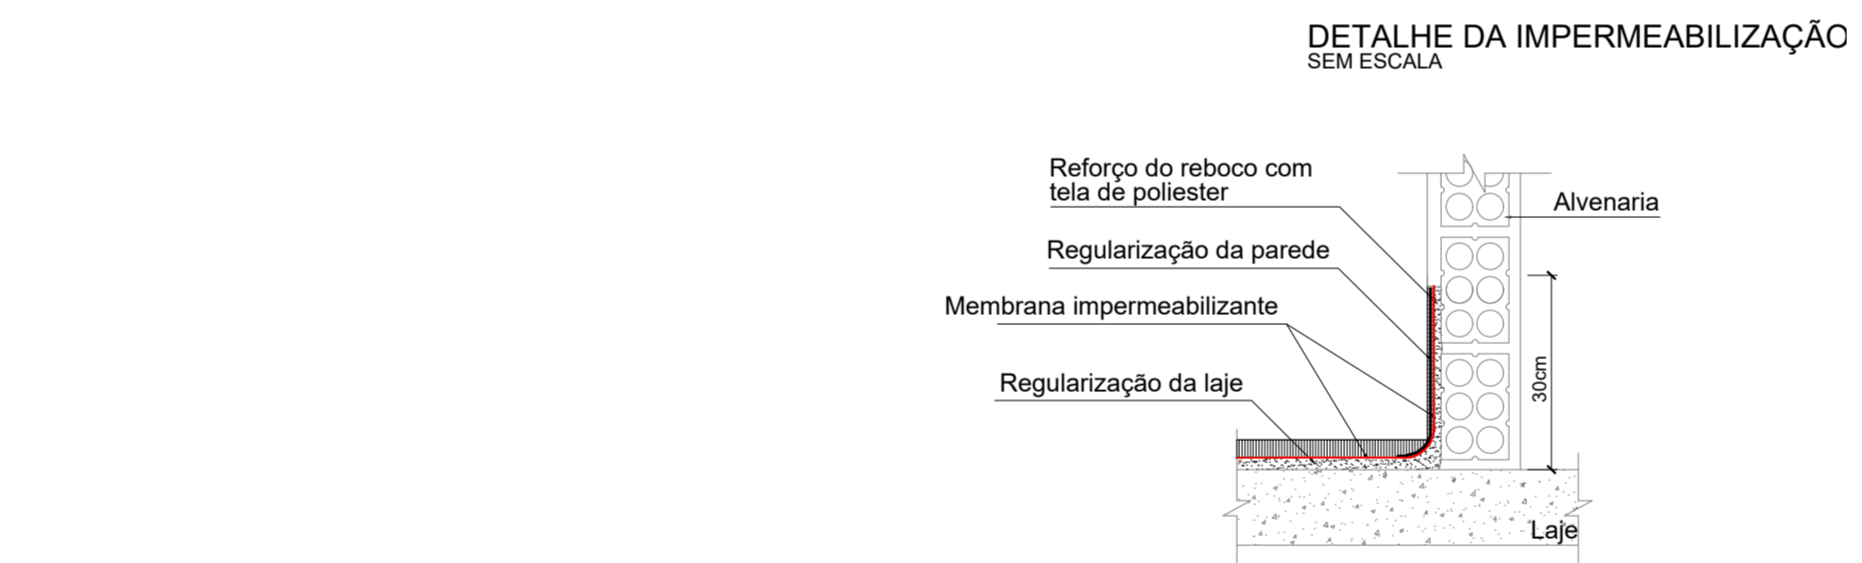 DETALHE DA IMPERMEABILIZAÇÃO
SEM ESCALA
Reforço do reboco com
tela de poliester
Alvenaria
Regularização da parede
Membrana impermeabilizante
Regularização da laje
30cm
Laje